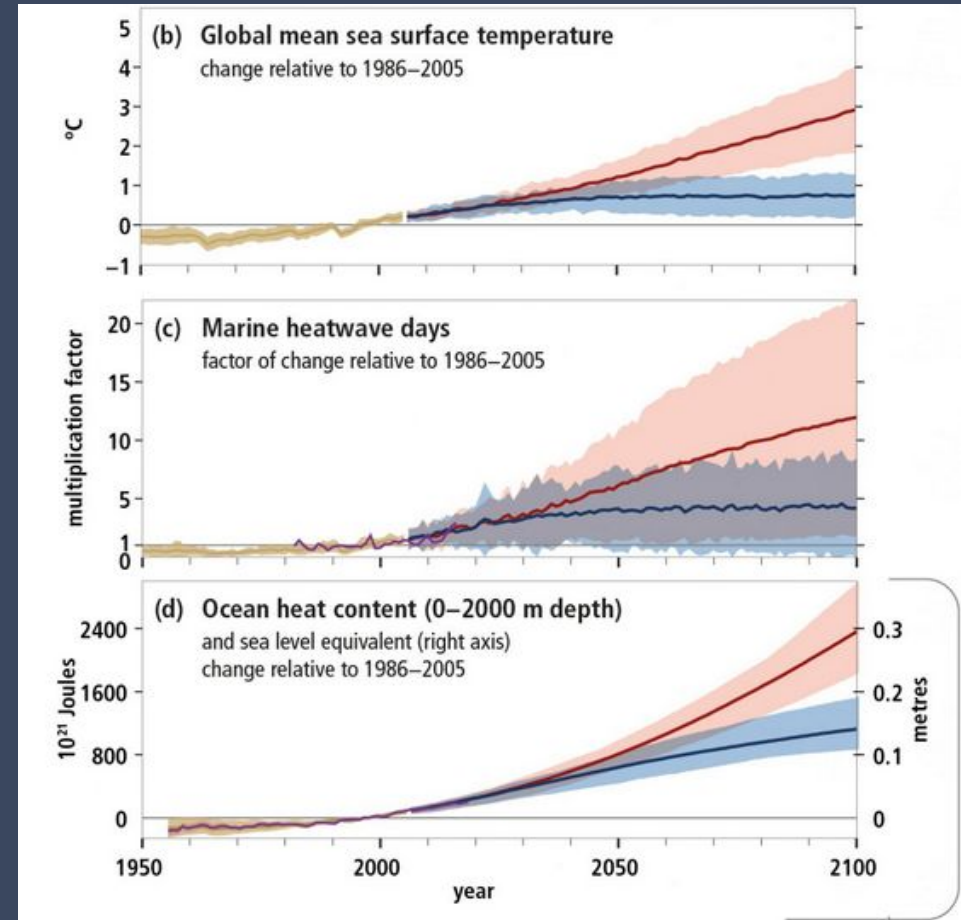 (b) Global mean sea surface temperature
change relative to 1986–2005
°C
5
4
3
2
1
0
–1
(c) Marine heatwave days
factor of change relative to 1986–2005
multiplication factor
20
15
10
5
1
0
(d) Ocean heat content (0–2000 m depth)
and sea level equivalent (right axis)
change relative to 1986–2005
10²¹ Joules
2400
1600
800
0
0.3
0.2
0.1
0
metres
1950 2000 2050 2100
year